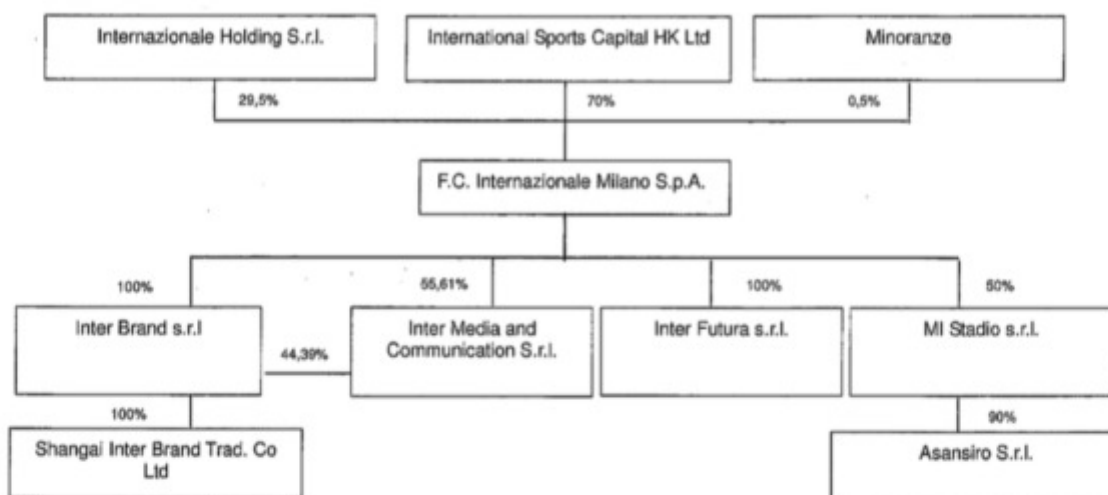 Internazionale Holding S.r.l.
International Sports Capital HK Ltd
Minoranze
29,5%
70%
0,5%
F.C. Internazionale Milano S.p.A.
100%
55,61%
100%
50%
Inter Brand s.r.l
Inter Media and
Communication S.r.l.
Inter Futura s.r.l.
MI Stadio s.r.l.
44,39%
100%
90%
Shangai Inter Brand Trad. Co
Ltd
Asansiro S.r.l.